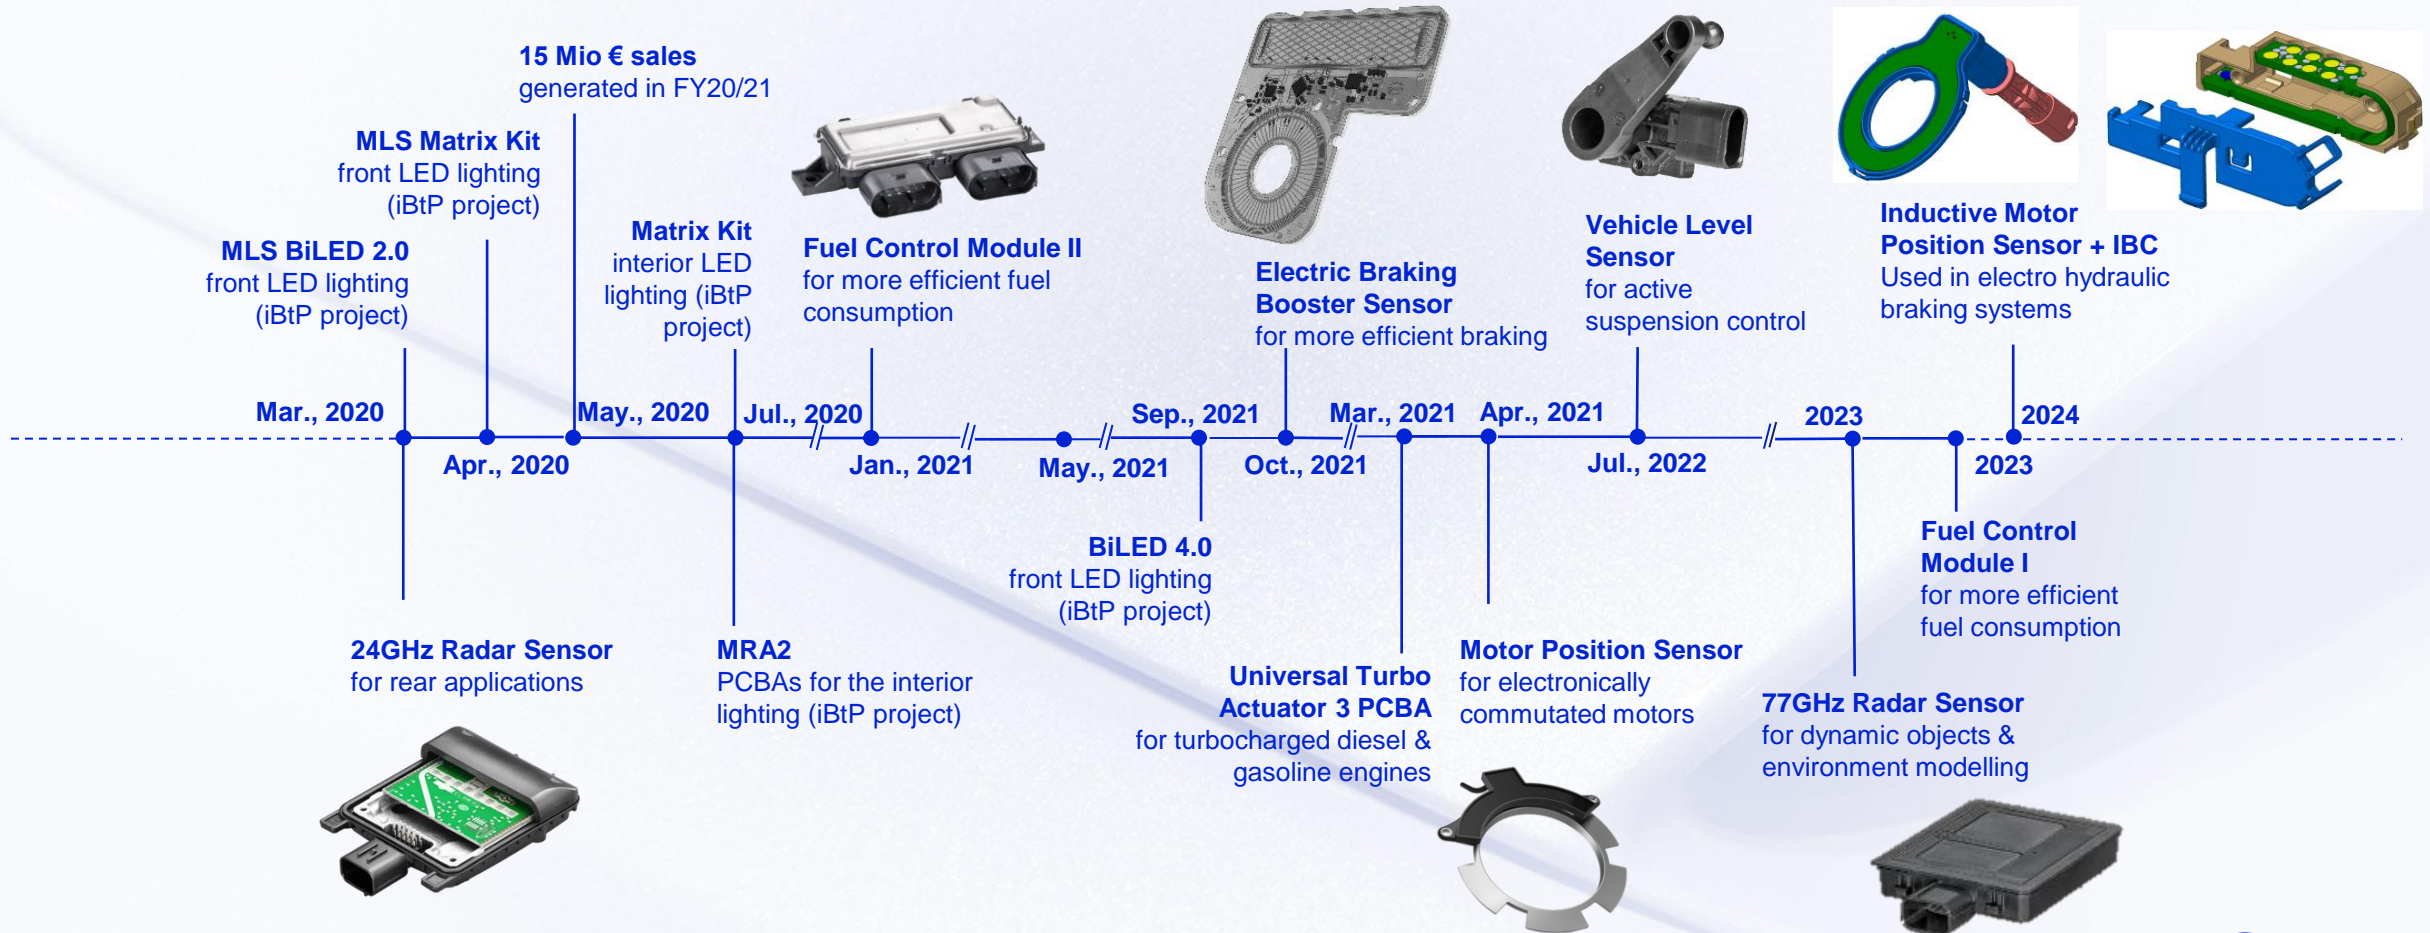 15 Mio € sales
generated in FY20/21
MLS Matrix Kit
front LED lighting
(iBtP project)
MLS BiLED 2.0
front LED lighting
(iBtP project)
Matrix Kit
interior LED
lighting (iBtP
project)
Fuel Control Module II
for more efficient fuel
consumption
Electric Braking
Booster Sensor
for more efficient braking
Vehicle Level
Sensor
for active
suspension control
Inductive Motor
Position Sensor + IBC
Used in electro hydraulic
braking systems
Mar., 2020
Apr., 2020
May., 2020
Jul., 2020
Jan., 2021
May., 2021
Sep., 2021
Oct., 2021
Mar., 2021
Apr., 2021
Jul., 2022
2023
2023
2024
24GHz Radar Sensor
for rear applications
MRA2
PCBAs for the interior
lighting (iBtP project)
BiLED 4.0
front LED lighting
(iBtP project)
Universal Turbo
Actuator 3 PCBA
for turbocharged diesel &
gasoline engines
Motor Position Sensor
for electronically
commutated motors
77GHz Radar Sensor
for dynamic objects &
environment modelling
Fuel Control
Module I
for more efficient
fuel consumption